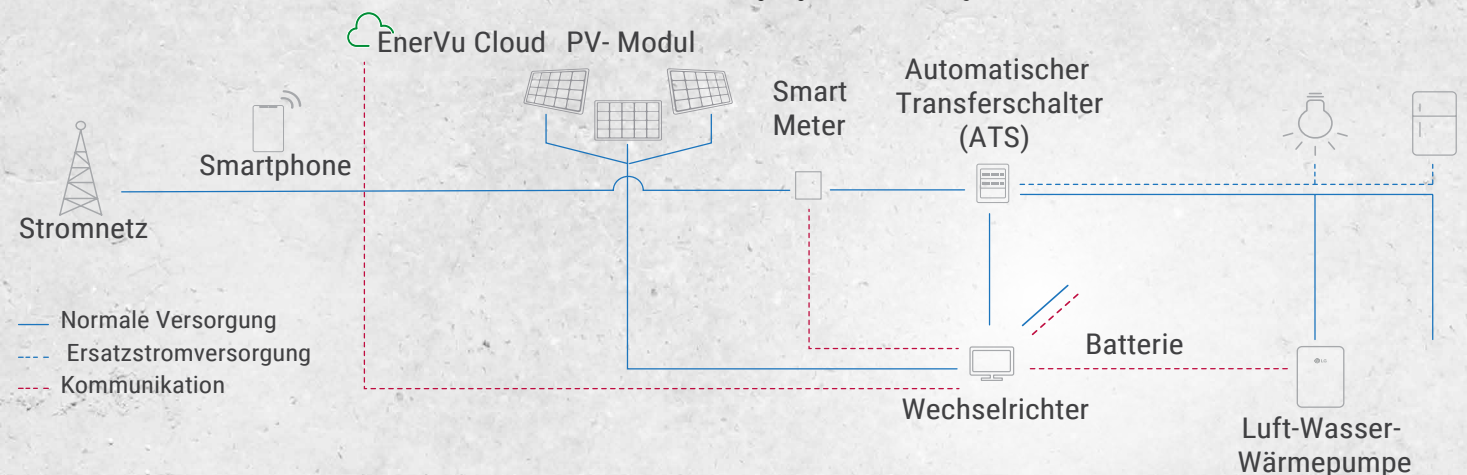 EnerVu Cloud
PV- Modul
Smart
Meter
Automatischer
Transferschalter
(ATS)
Smartphone
Stromnetz
Normale Versorgung
Ersatzstromversorgung
Kommunikation
Batterie
Wechselrichter
LG
Luft-Wasser-
Wärmepumpe